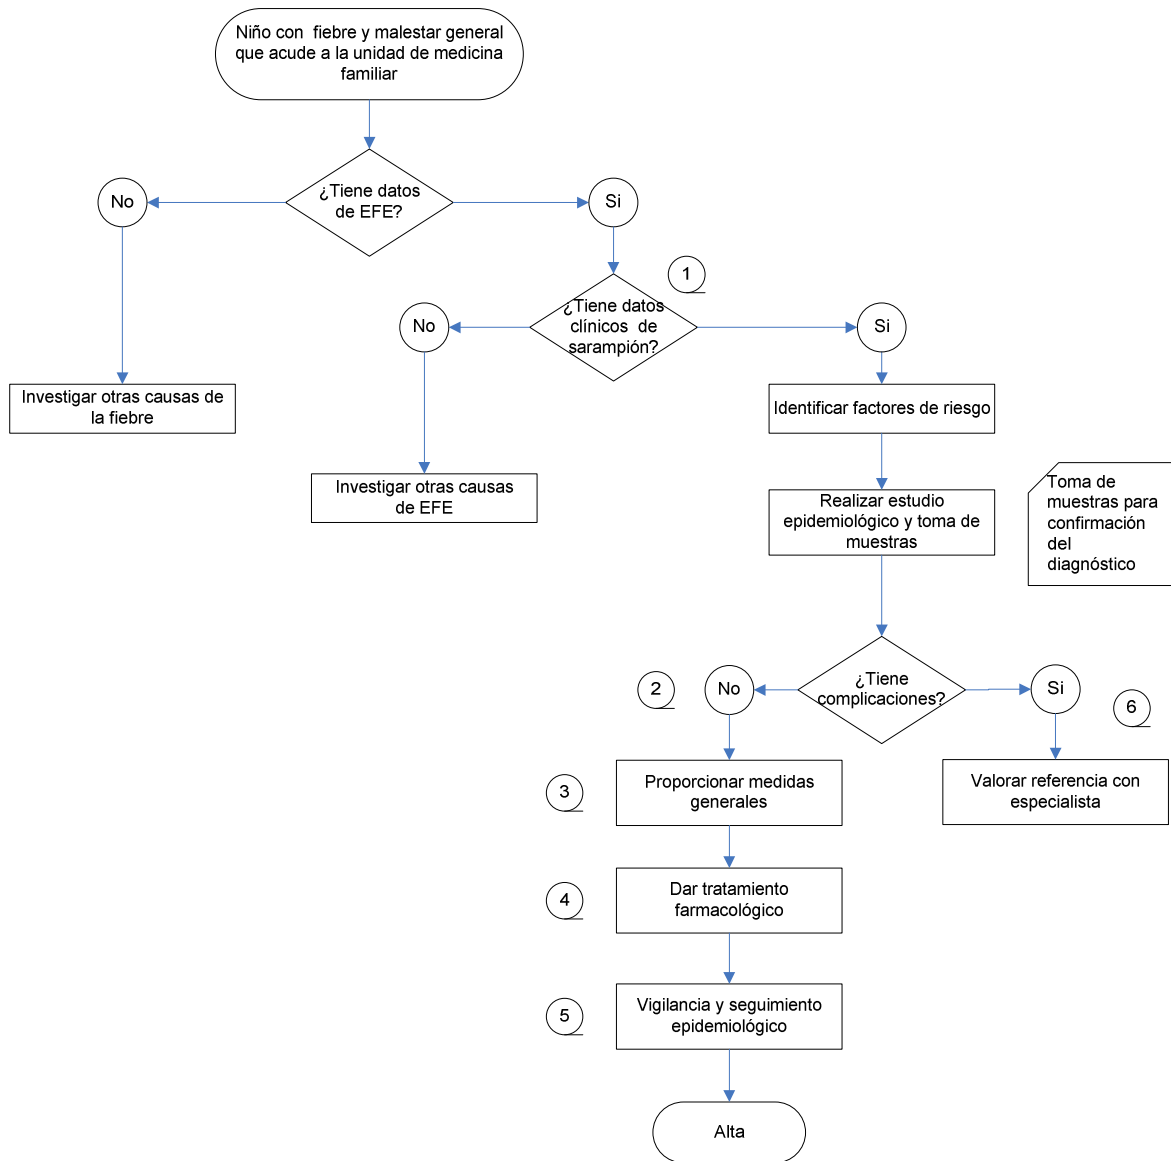 Niño con fiebre y malestar general
que acude a la unidad de medicina
familiar
¿Tiene datos
de EFE?
No
Si
1
¿Tiene datos
clínicos de
sarampión?
No
Si
Investigar otras causas de
la fiebre
Identificar factores de riesgo
Investigar otras causas
de EFE
Realizar estudio
epidemiológico y toma de
muestras
Toma de
muestras para
confirmación
del
diagnóstico
¿Tiene
complicaciones?
2
No
Si
6
3
Proporcionar medidas
generales
Valorar referencia con
especialista
4
Dar tratamiento
farmacológico
5
Vigilancia y seguimiento
epidemiológico
Alta